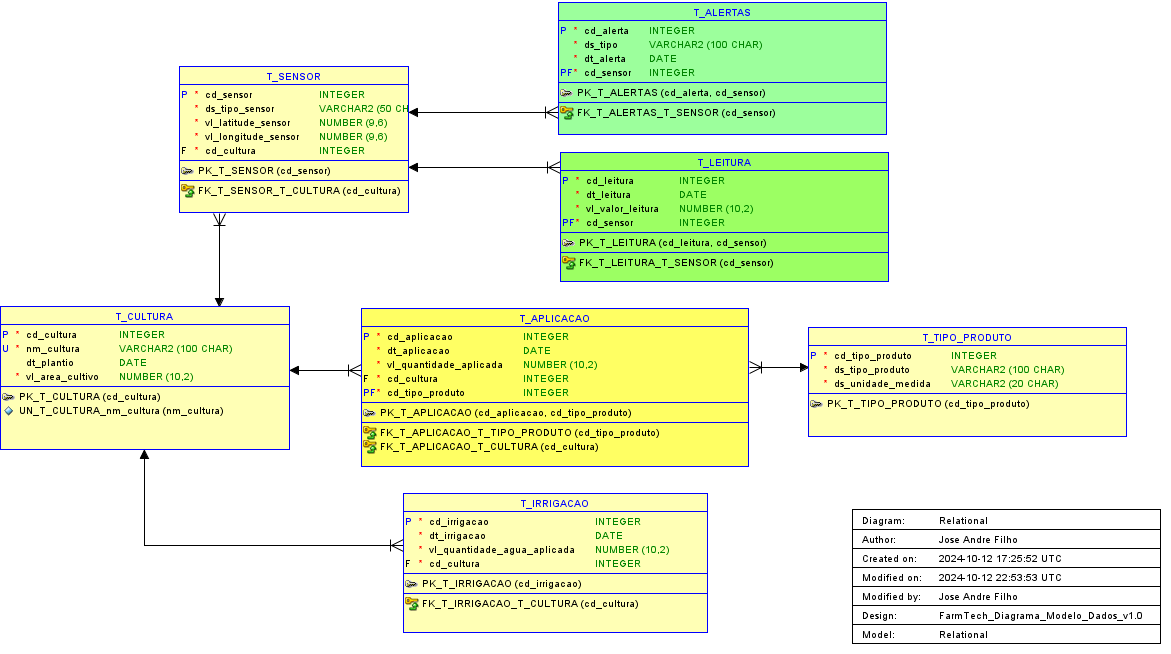 T_ALERTAS
P * cd_alerta INTEGER
* ds_tipo VARCHAR2 (100 CHAR)
* dt_alerta DATE
PF* cd_sensor INTEGER
PK_T_ALERTAS (cd_alerta, cd_sensor)
FK_T_ALERTAS_T_SENSOR (cd_sensor)
T_SENSOR
P * cd_sensor INTEGER
* ds_tipo_sensor VARCHAR2 (50 CH
* vl_latitude_sensor NUMBER (9,6)
* vl_longitude_sensor NUMBER (9,6)
F * cd_cultura INTEGER
PK_T_SENSOR (cd_sensor)
FK_T_SENSOR_T_CULTURA (cd_cultura)
T_LEITURA
P * cd_leitura INTEGER
* dt_leitura DATE
* vl_valor_leitura NUMBER (10,2)
PF* cd_sensor INTEGER
PK_T_LEITURA (cd_leitura, cd_sensor)
FK_T_LEITURA_T_SENSOR (cd_sensor)
T_CULTURA
P * cd_cultura INTEGER
U * nm_cultura VARCHAR2 (100 CHAR)
dt_plantio DATE
* vl_area_cultivo NUMBER (10,2)
PK_T_CULTURA (cd_cultura)
UN_T_CULTURA_nm_cultura (nm_cultura)
T_APLICACAO
P * cd_aplicacao INTEGER
* dt_aplicacao DATE
* vl_quantidade_aplicada NUMBER (10,2)
F * cd_cultura INTEGER
PF* cd_tipo_produto INTEGER
PK_T_APLICACAO (cd_aplicacao, cd_tipo_produto)
FK_T_APLICACAO_T_TIPO_PRODUTO (cd_tipo_produto)
FK_T_APLICACAO_T_CULTURA (cd_cultura)
T_TIPO_PRODUTO
P * cd_tipo_produto INTEGER
* ds_tipo_produto VARCHAR2 (100 CHAR)
* ds_unidade_medida VARCHAR2 (20 CHAR)
PK_T_TIPO_PRODUTO (cd_tipo_produto)
T_IRRIGACAO
P * cd_irrigacao INTEGER
* dt_irrigacao DATE
* vl_quantidade_agua_aplicada NUMBER (10,2)
F * cd_cultura INTEGER
PK_T_IRRIGACAO (cd_irrigacao)
FK_T_IRRIGACAO_T_CULTURA (cd_cultura)
Diagram: Relational
Author: Jose Andre Filho
Created on: 2024-10-12 17:25:52 UTC
Modified on: 2024-10-12 22:53:53 UTC
Modified by: Jose Andre Filho
Design: FarmTech_Diagrama_Modelo_Dados_v1.0
Model: Relational